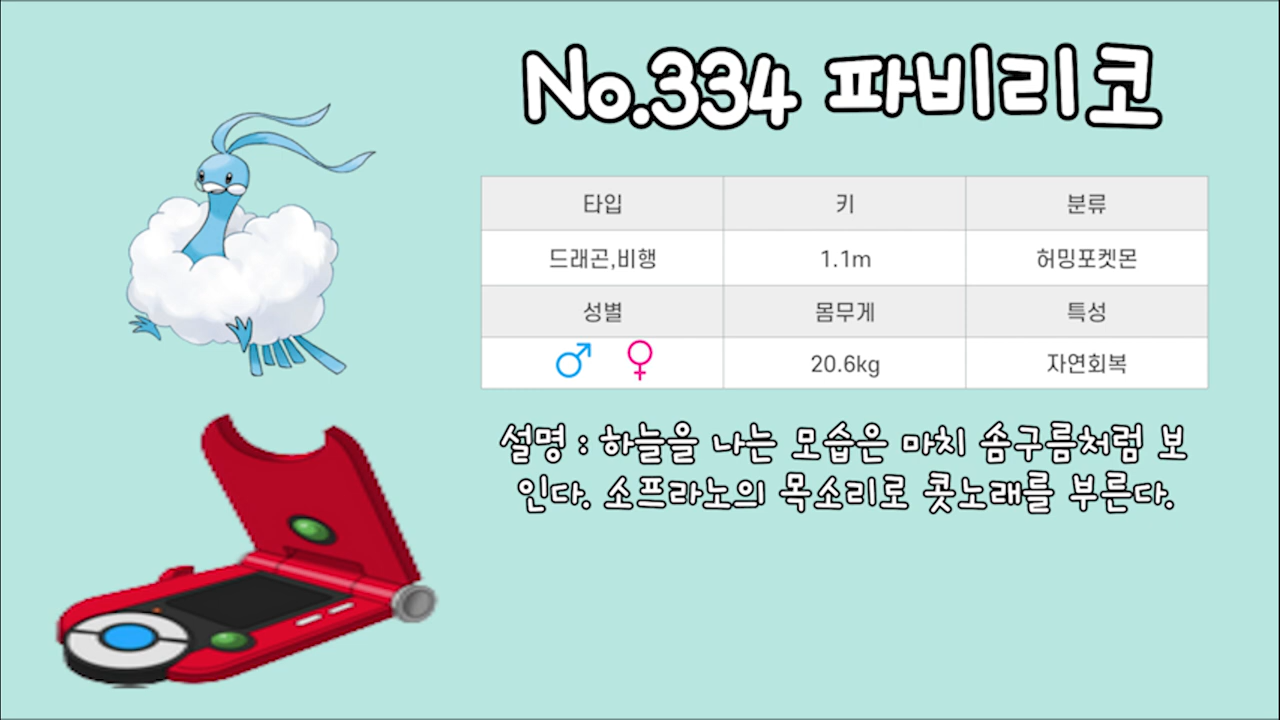 No.334 파비리코
타입 키 분류
드래곤,비행 1.1m 허밍포켓몬
성별 몸무게 특성
♂ ♀ 20.6kg 자연회복
설명 : 하늘을 나는 모습은 마치 솜구름처럼 보
인다. 소프라노의 목소리로 콧노래를 부른다.